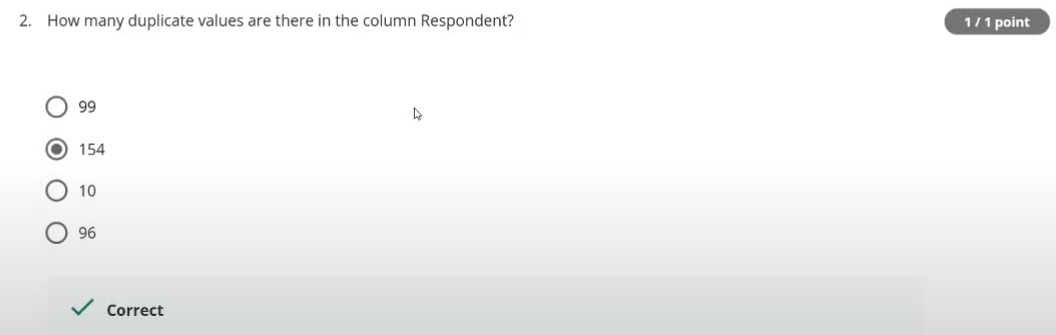 2. How many duplicate values are there in the column Respondent?
1 / 1 point
99
154
10
96
Correct